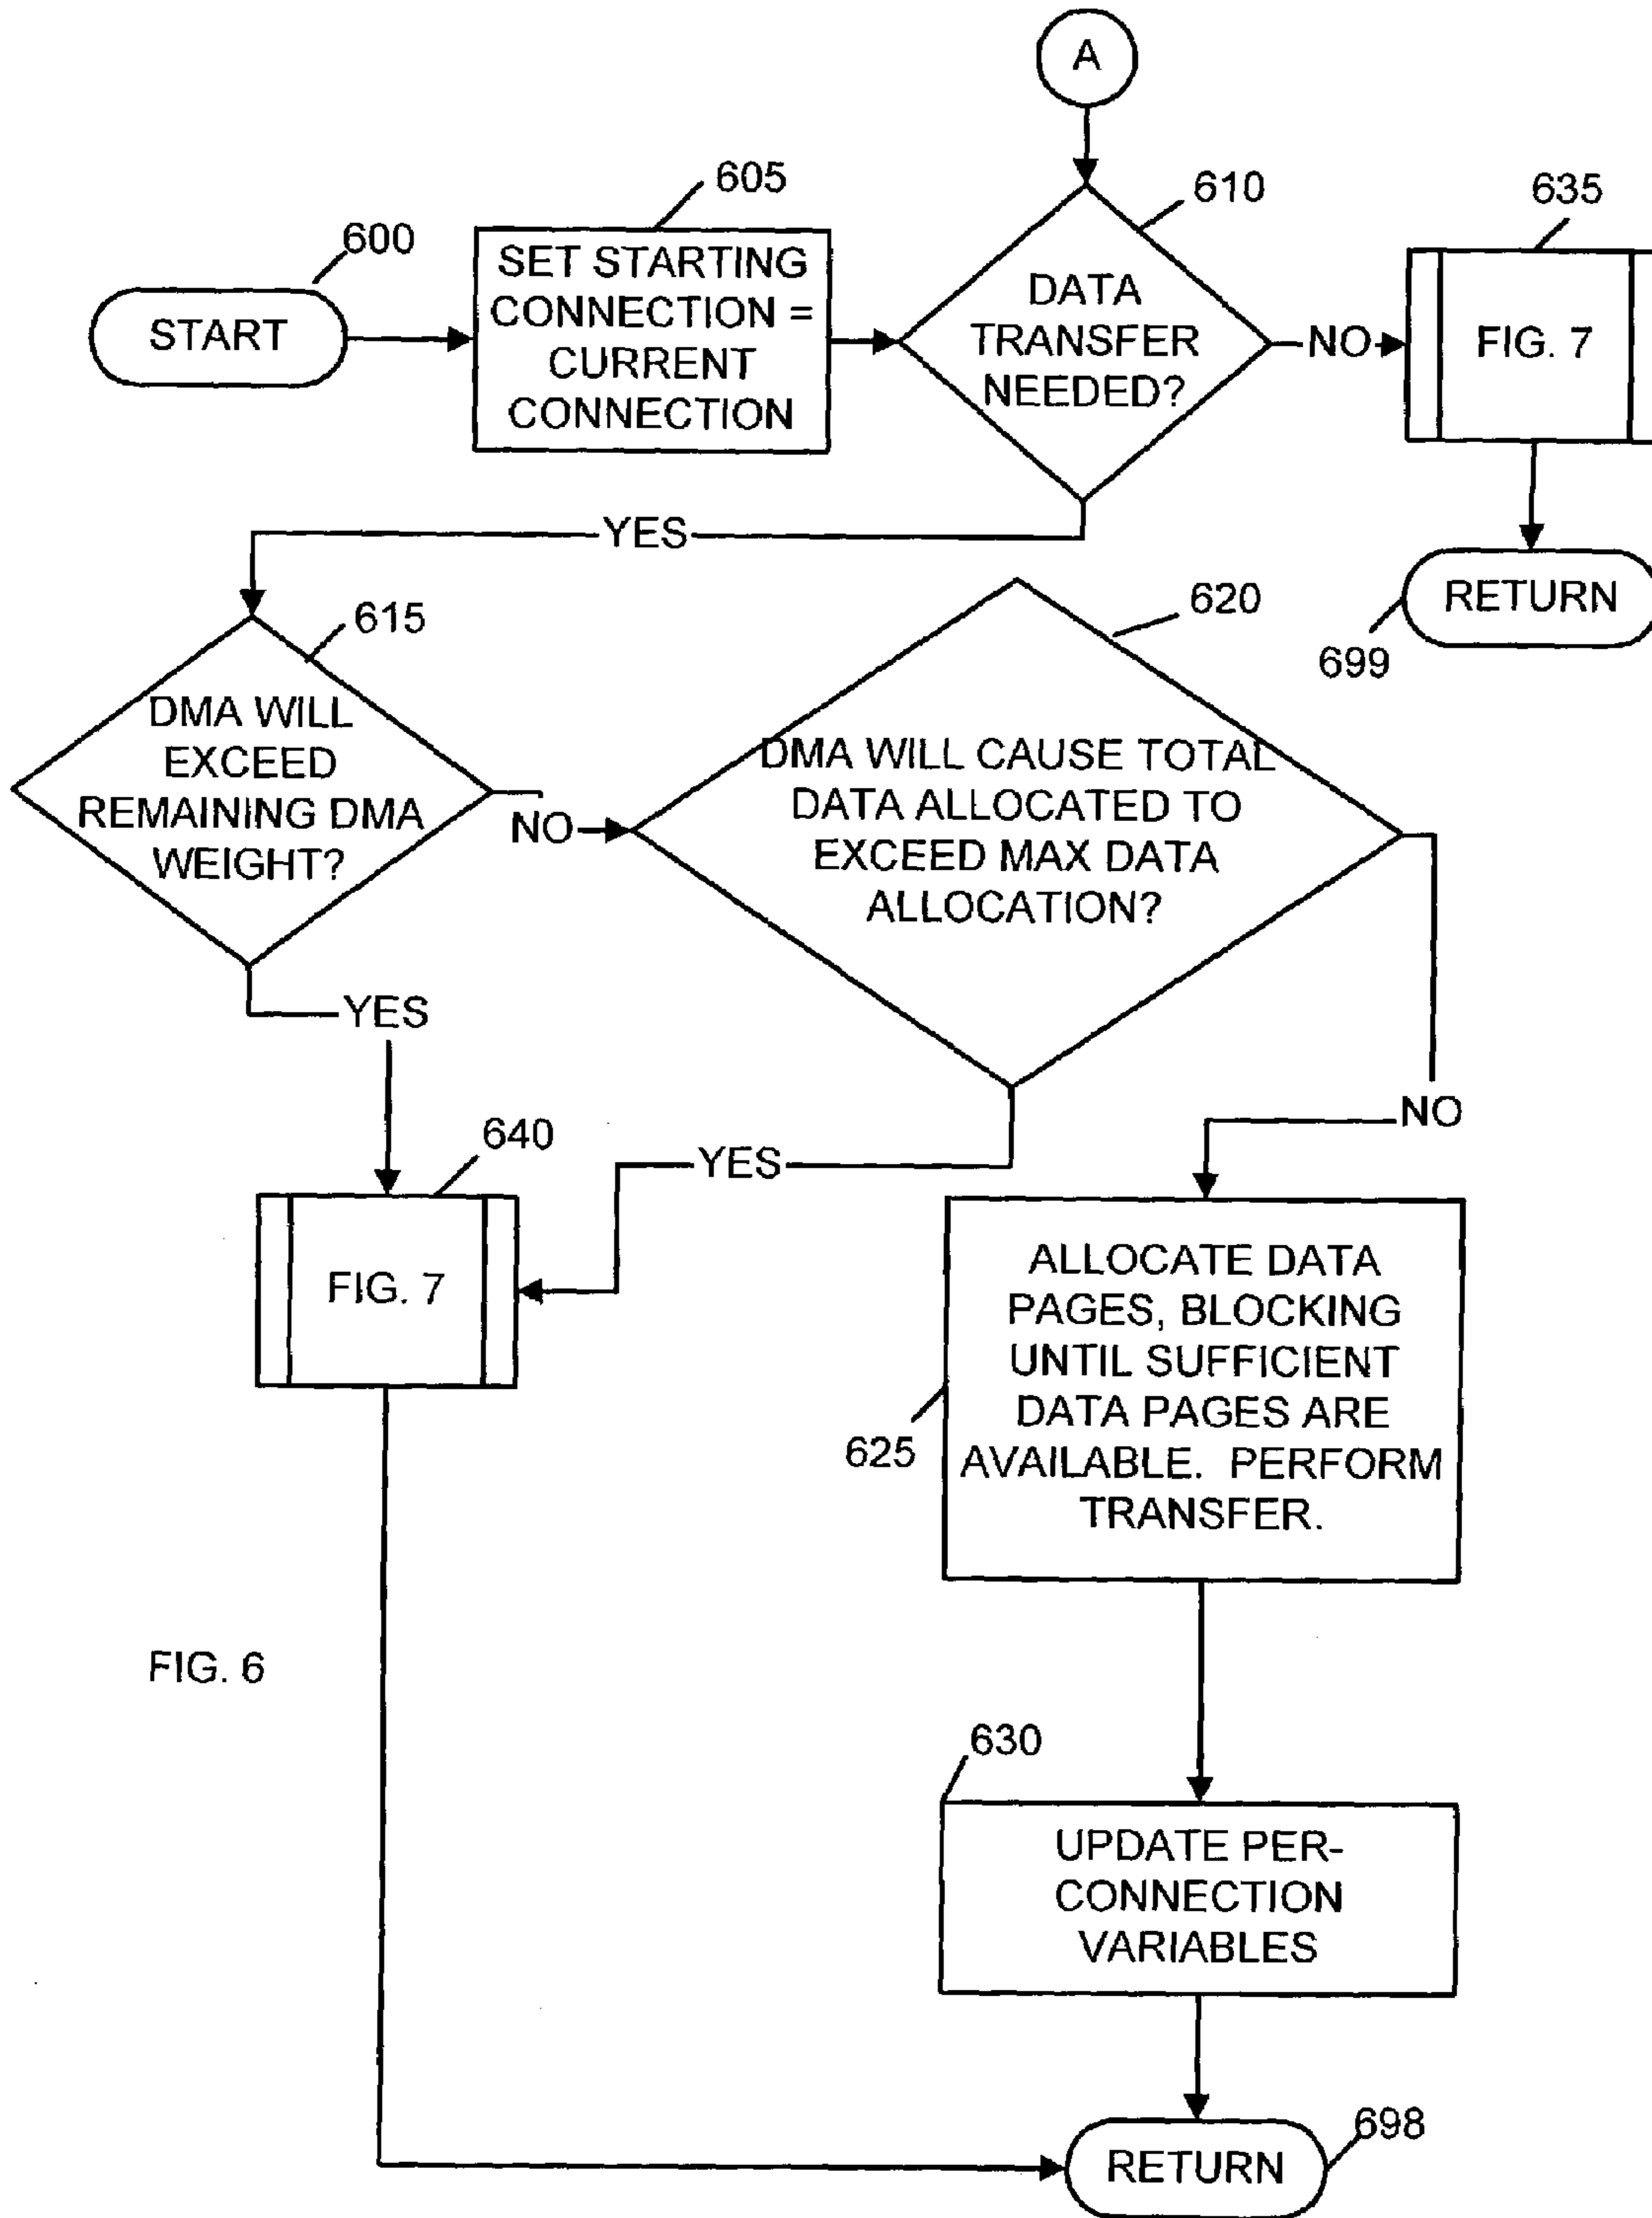 A
605
610
635
600
START
SET STARTING
CONNECTION =
CURRENT
CONNECTION
DATA
TRANSFER
NEEDED?
NO
FIG. 7
YES
RETURN
699
615
620
DMA WILL
EXCEED
REMAINING DMA
WEIGHT?
NO
DMA WILL CAUSE TOTAL
DATA ALLOCATED TO
EXCEED MAX DATA
ALLOCATION?
YES
NO
640
YES
FIG. 7
ALLOCATE DATA
PAGES, BLOCKING
UNTIL SUFFICIENT
DATA PAGES ARE
AVAILABLE. PERFORM
TRANSFER.
625
FIG. 6
630
UPDATE PER-
CONNECTION
VARIABLES
698
RETURN